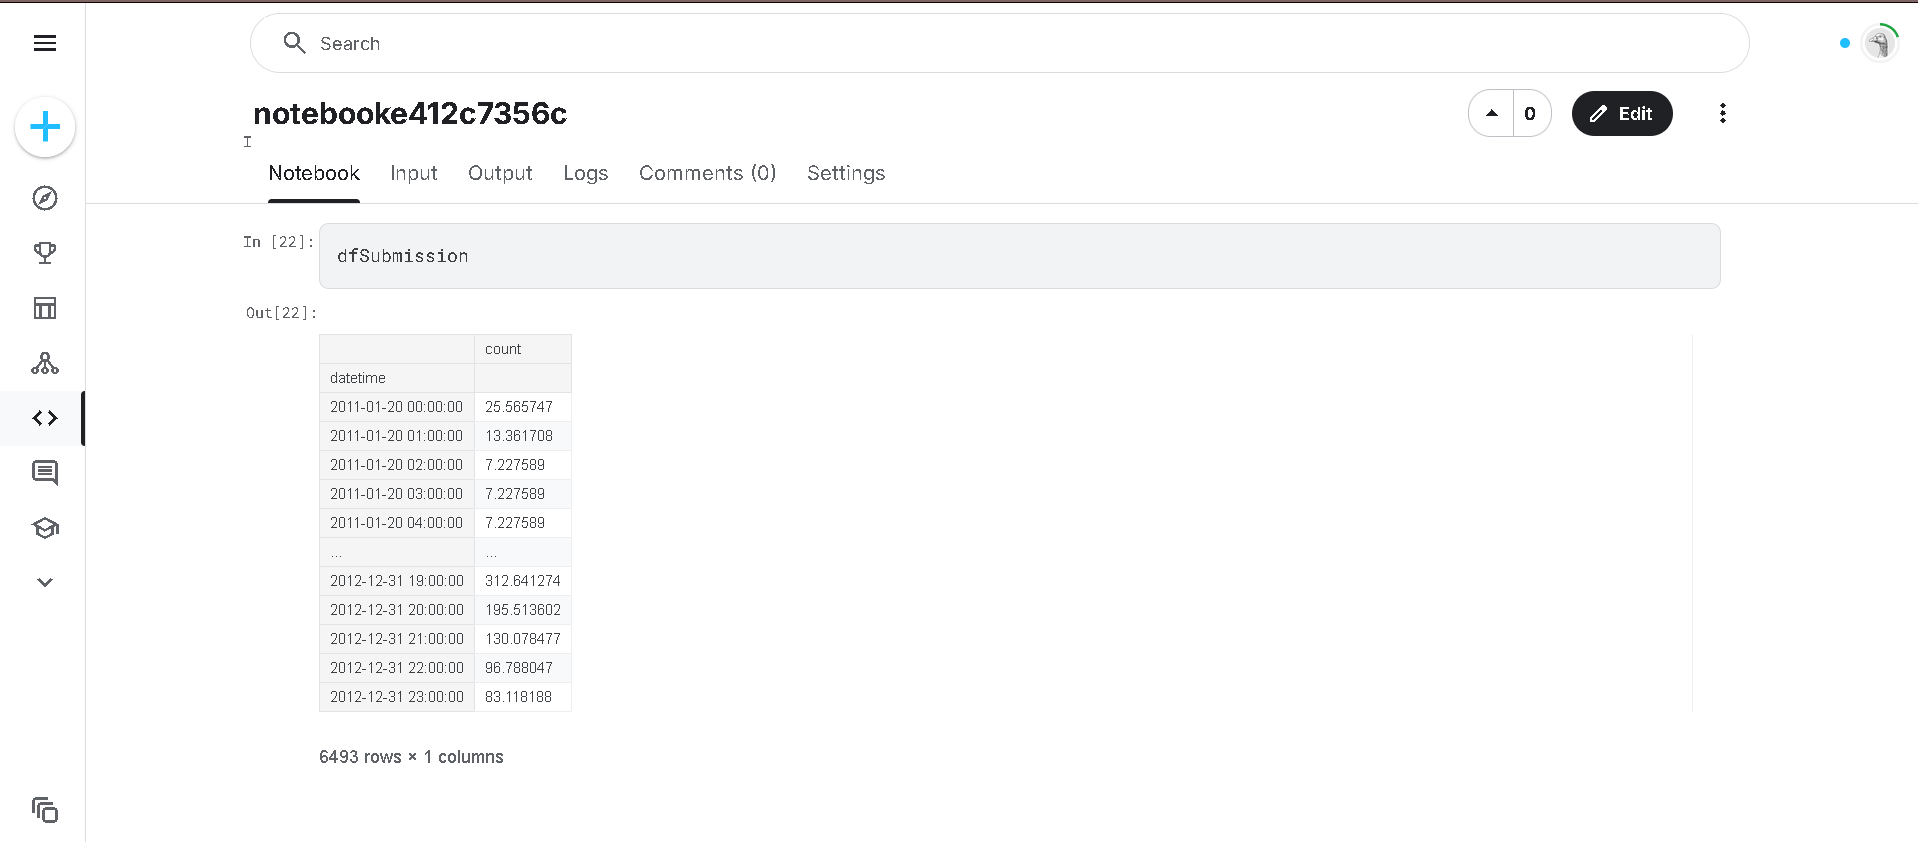 Search
notebooke412c7356c
0
Edit
Notebook Input Output Logs Comments (0) Settings
In [22]:
dfSubmission
Out[22]:
count
datetime
2011-01-20 00:00:00 25.565747
2011-01-20 01:00:00 13.361708
2011-01-20 02:00:00 7.227589
2011-01-20 03:00:00 7.227589
2011-01-20 04:00:00 7.227589
... ...
2012-12-31 19:00:00 312.641274
2012-12-31 20:00:00 195.513602
2012-12-31 21:00:00 130.078477
2012-12-31 22:00:00 96.788047
2012-12-31 23:00:00 83.118188
6493 rows × 1 columns